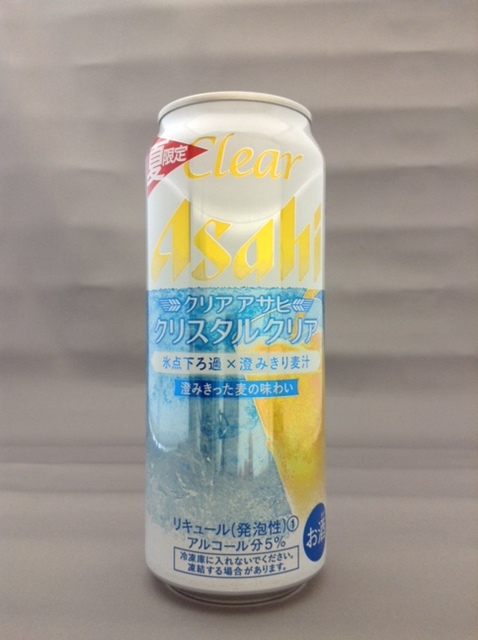 夏限定
Clear
Asahi
クリア アサヒ
クリスタルクリア
氷点下ろ過×澄みきり麦汁
澄みきった麦の味わい
リキュール(発泡性)①
アルコール分5%
お酒
冷凍庫に入れないでください。
凍結する場合があります。